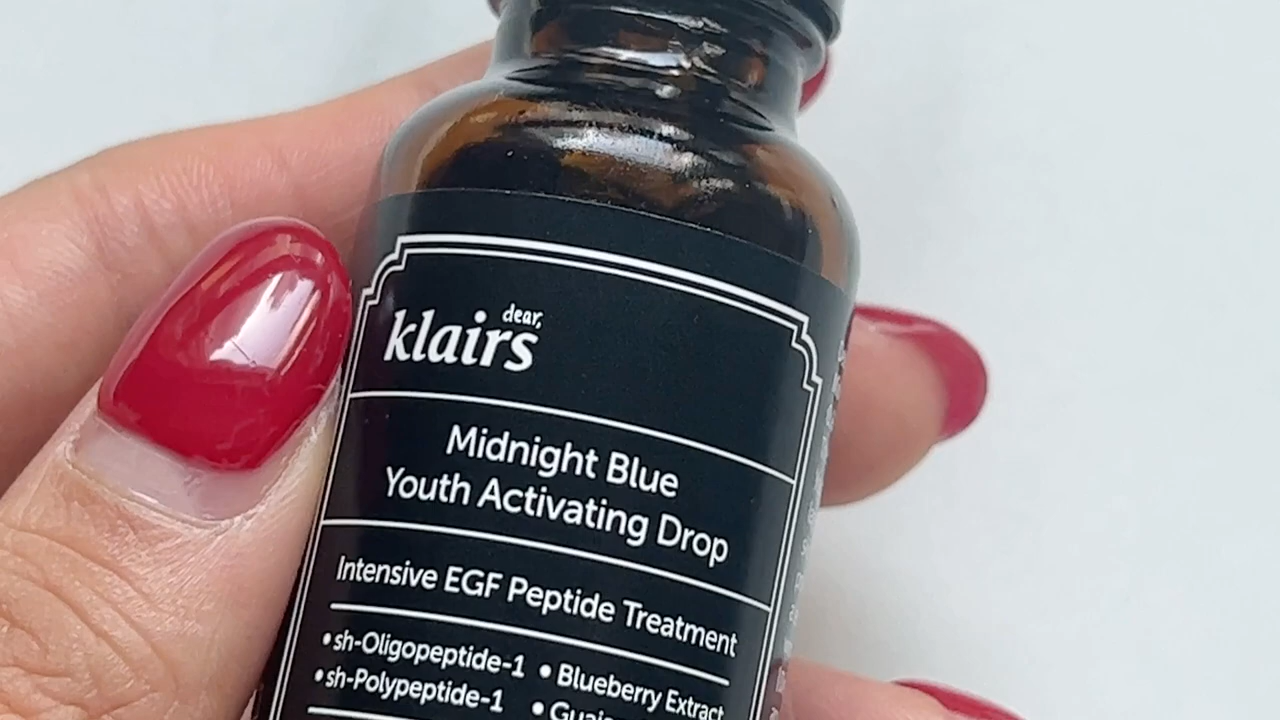 dear,
klairs
Midnight Blue
Youth Activating Drop
Intensive EGF Peptide Treatment
•sh-Oligopeptide-1 •Blueberry Extract
•sh-Polypeptide-1 •